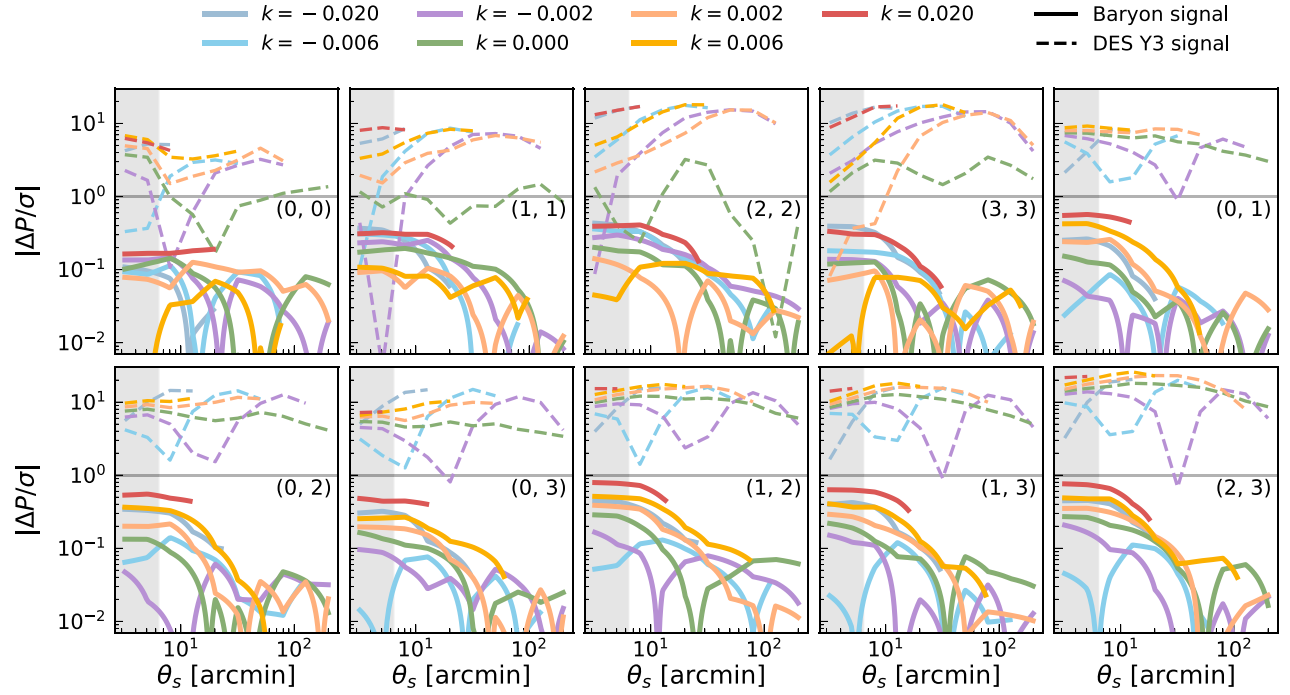 k = −0.020 k = −0.002 k = 0.002 k = 0.020 Baryon signal
k = −0.006 k = 0.000 k = 0.006 DES Y3 signal
|ΔP/σ|
10¹
10⁰
10⁻¹
10⁻²
(0, 0) (1, 1) (2, 2) (3, 3) (0, 1)
|ΔP/σ|
10¹
10⁰
10⁻¹
10⁻²
(0, 2) (0, 3) (1, 2) (1, 3) (2, 3)
10¹ 10² 10¹ 10² 10¹ 10² 10¹ 10² 10¹ 10²
θₛ [arcmin] θₛ [arcmin] θₛ [arcmin] θₛ [arcmin] θₛ [arcmin]